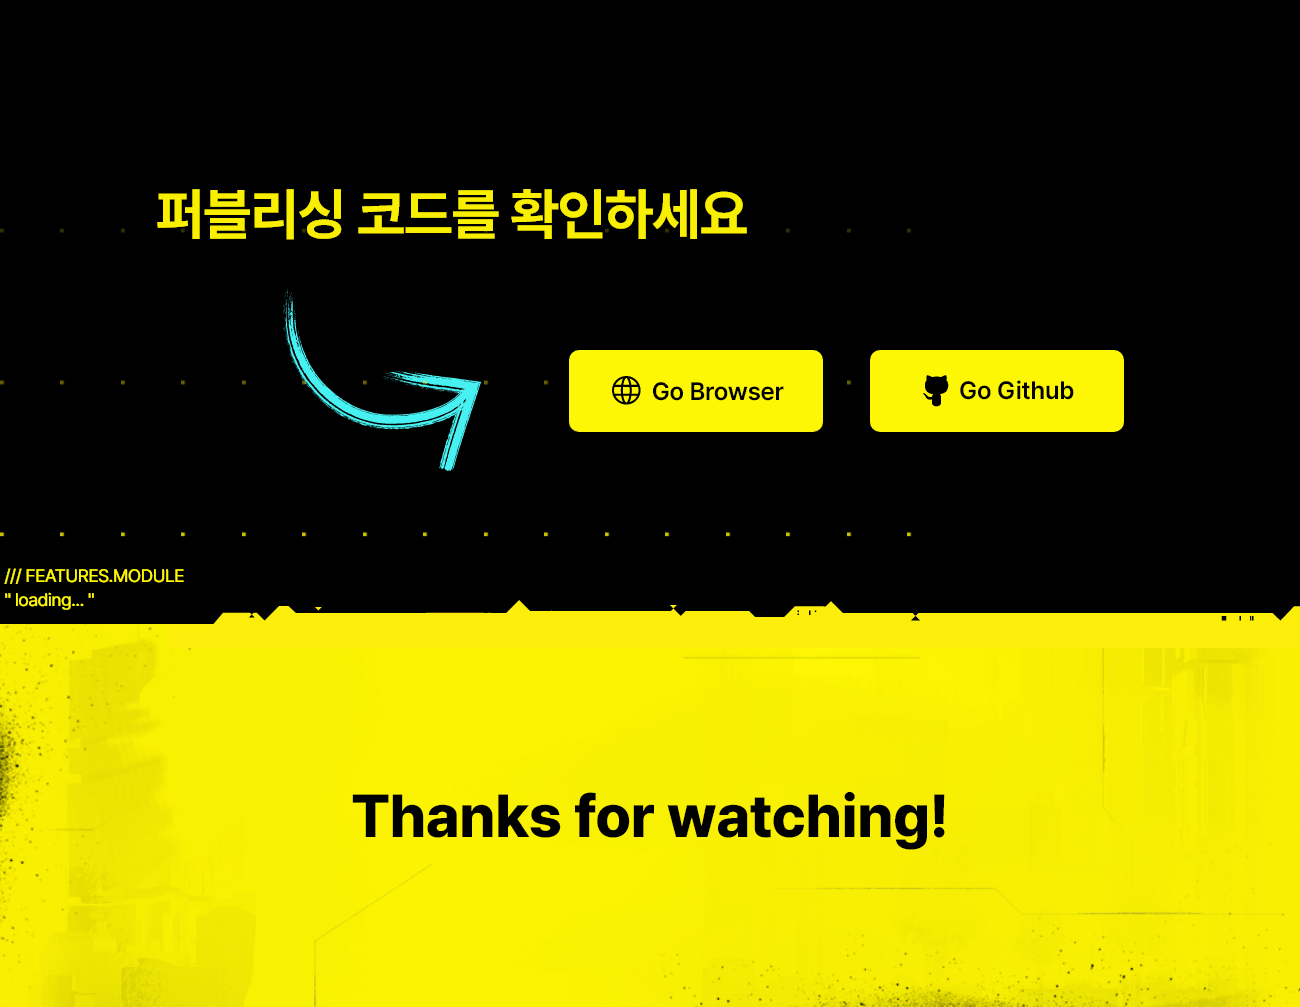 퍼블리싱 코드를 확인하세요
Go Browser
Go Github
/// FEATURES.MODULE
" loading... "
Thanks for watching!